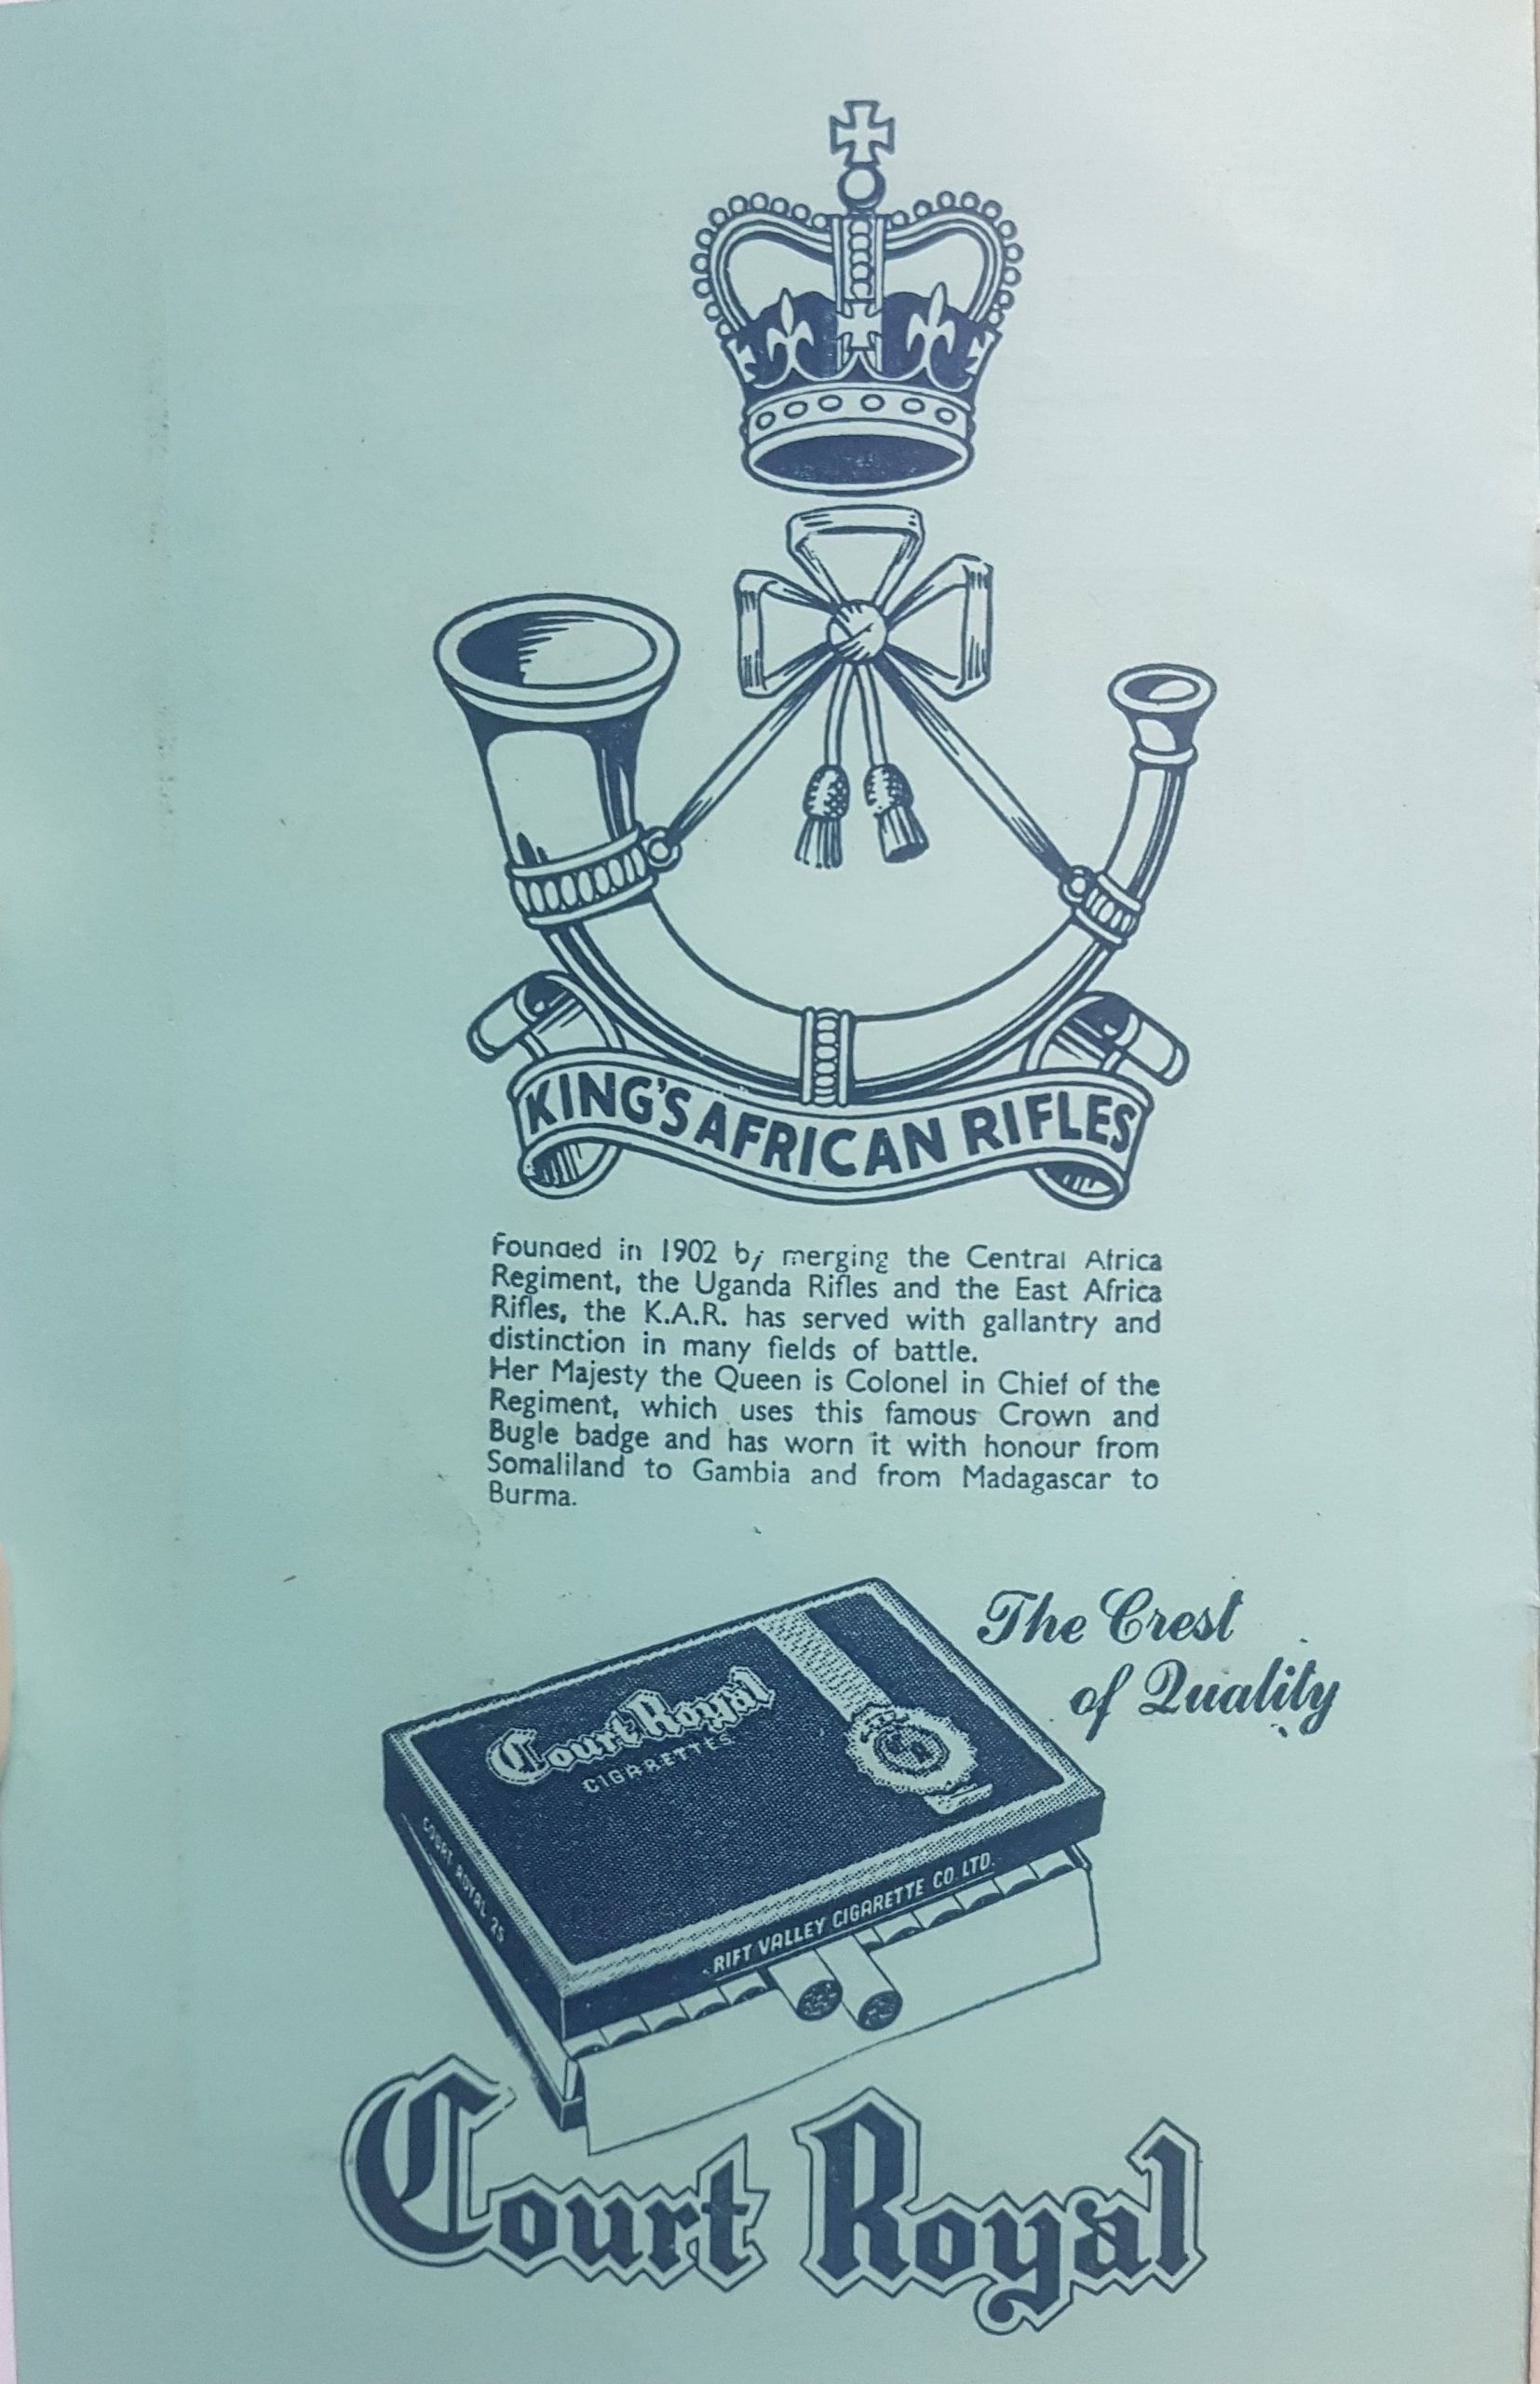 KING'S AFRICAN RIFLES
Founded in 1902 by merging the Central Africa
Regiment, the Uganda Rifles and the East Africa
Rifles, the K.A.R. has served with gallantry and
distinction in many fields of battle.
Her Majesty the Queen is Colonel in Chief of the
Regiment, which uses this famous Crown and
Bugle badge and has worn it with honour from
Somaliland to Gambia and from Madagascar to
Burma.
The Crest
of Quality
Court Royal
CIGARETTES
COURT ROYAL 25
RIFT VALLEY CIGARETTE CO. LTD.
Court Royal